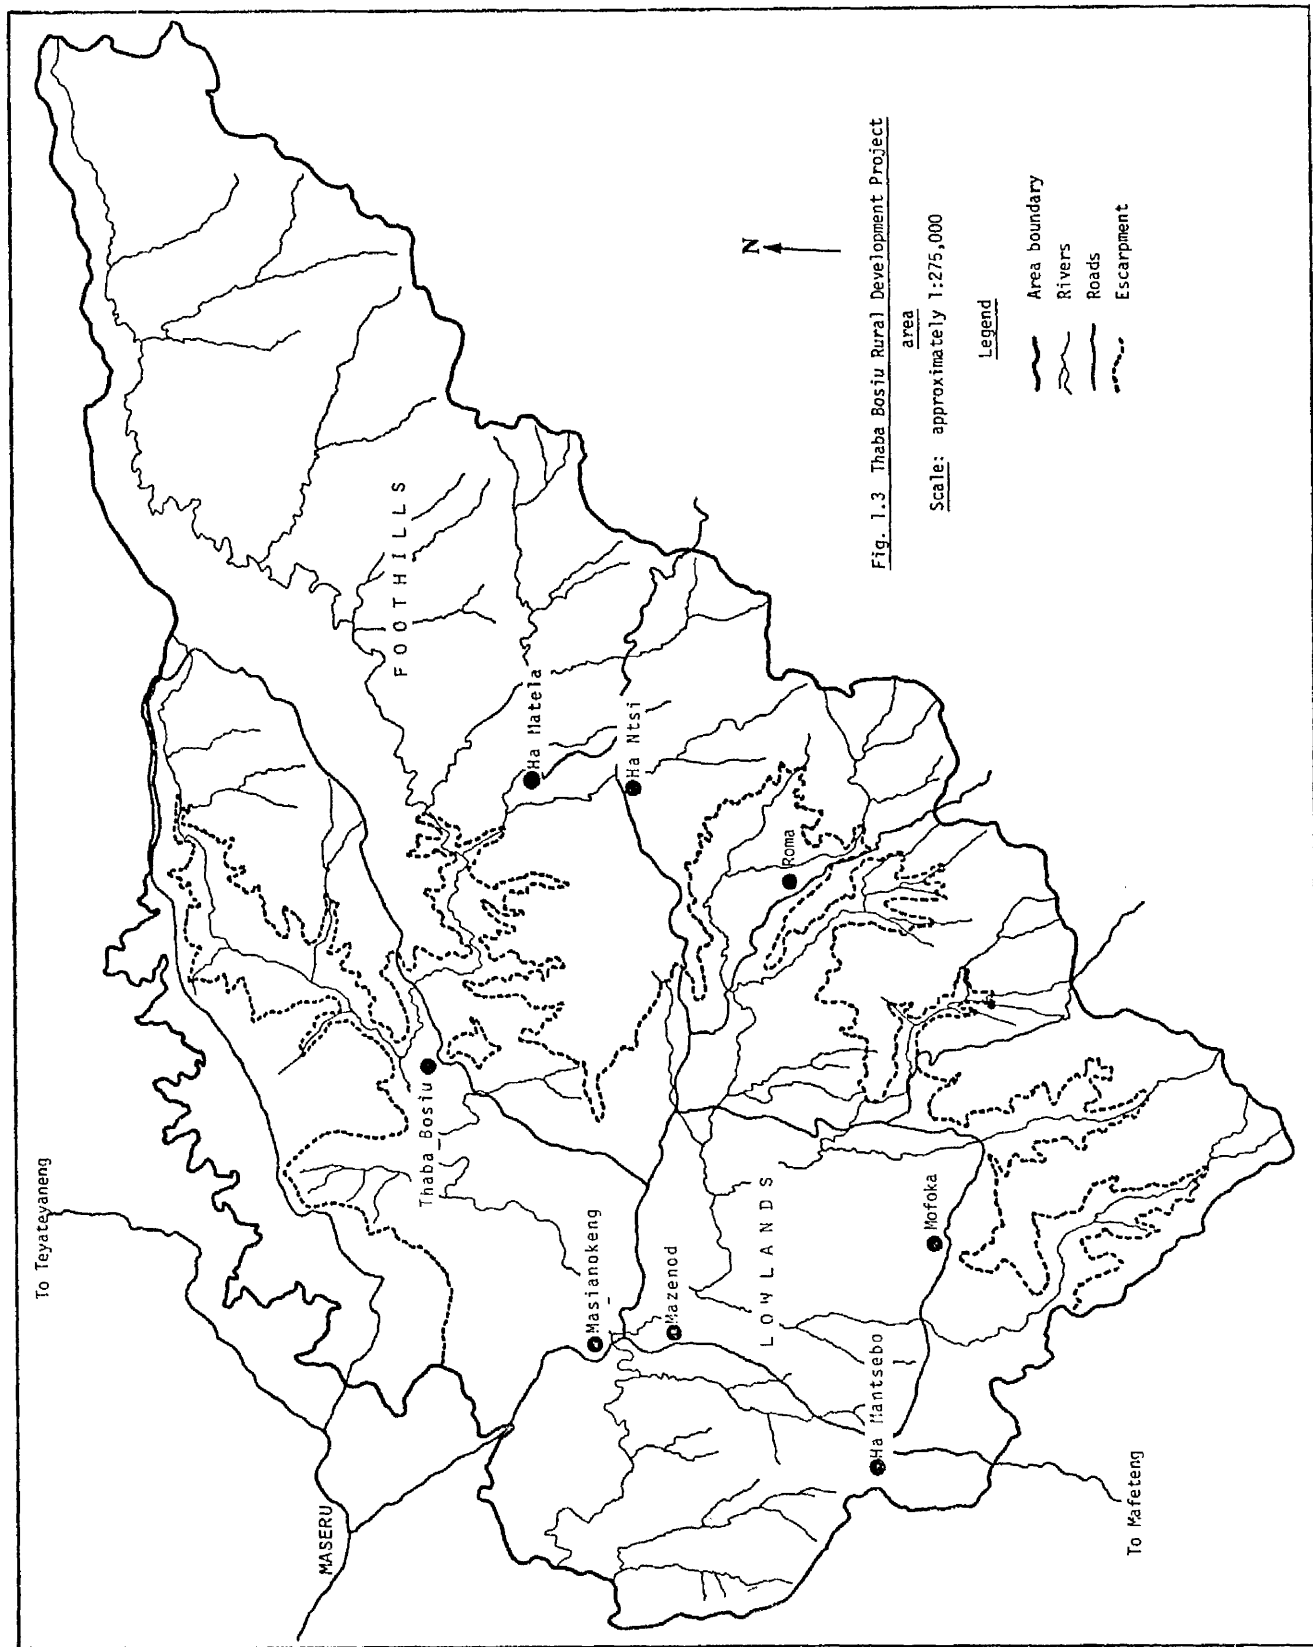 To Teyateyaneng
MASERU
FOOTHILLS
Thaba Bosiu
Ha Matela
Masianokeng
Ha Ntsi
Mazenod
Roma
LOWLANDS
Ha Mantsebo
Mofoka
To Mafeteng
N
Fig. 1.3 Thaba Bosiu Rural Development Project
area
Scale: approximately 1:275,000
Legend
Area boundary
Rivers
Roads
Escarpment